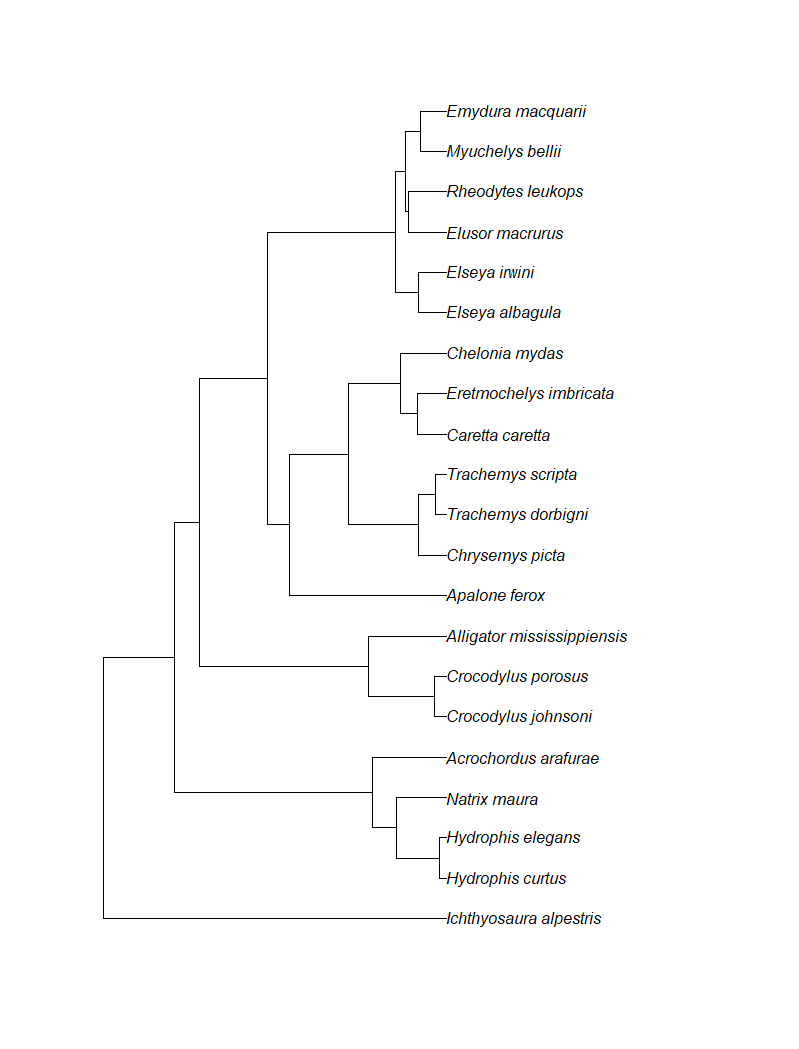 Emydura macquarii
Myuchelys bellii
Rheodytes leukops
Elusor macrurus
Elseya irwini
Elseya albagula
Chelonia mydas
Eretmochelys imbricata
Caretta caretta
Trachemys scripta
Trachemys dorbigni
Chrysemys picta
Apalone ferox
Alligator mississippiensis
Crocodylus porosus
Crocodylus johnsoni
Acrochordus arafurae
Natrix maura
Hydrophis elegans
Hydrophis curtus
Ichthyosaura alpestris